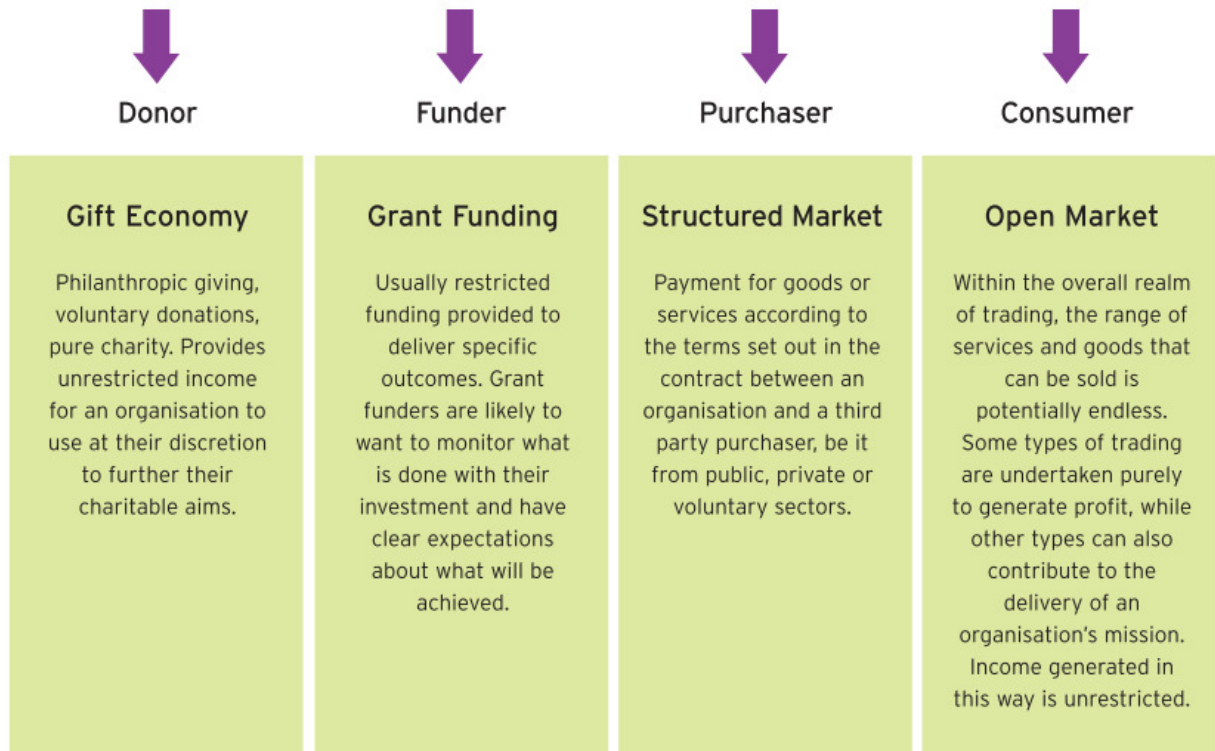 Donor
Funder
Purchaser
Consumer
Gift Economy
Philanthropic giving,
voluntary donations,
pure charity. Provides
unrestricted income
for an organisation to
use at their discretion
to further their
charitable aims.
Grant Funding
Usually restricted
funding provided to
deliver specific
outcomes. Grant
funders are likely to
want to monitor what
is done with their
investment and have
clear expectations
about what will be
achieved.
Structured Market
Payment for goods or
services according to
the terms set out in the
contract between an
organisation and a third
party purchaser, be it
from public, private or
voluntary sectors.
Open Market
Within the overall realm
of trading, the range of
services and goods that
can be sold is
potentially endless.
Some types of trading
are undertaken purely
to generate profit, while
other types can also
contribute to the
delivery of an
organisation's mission.
Income generated in
this way is unrestricted.